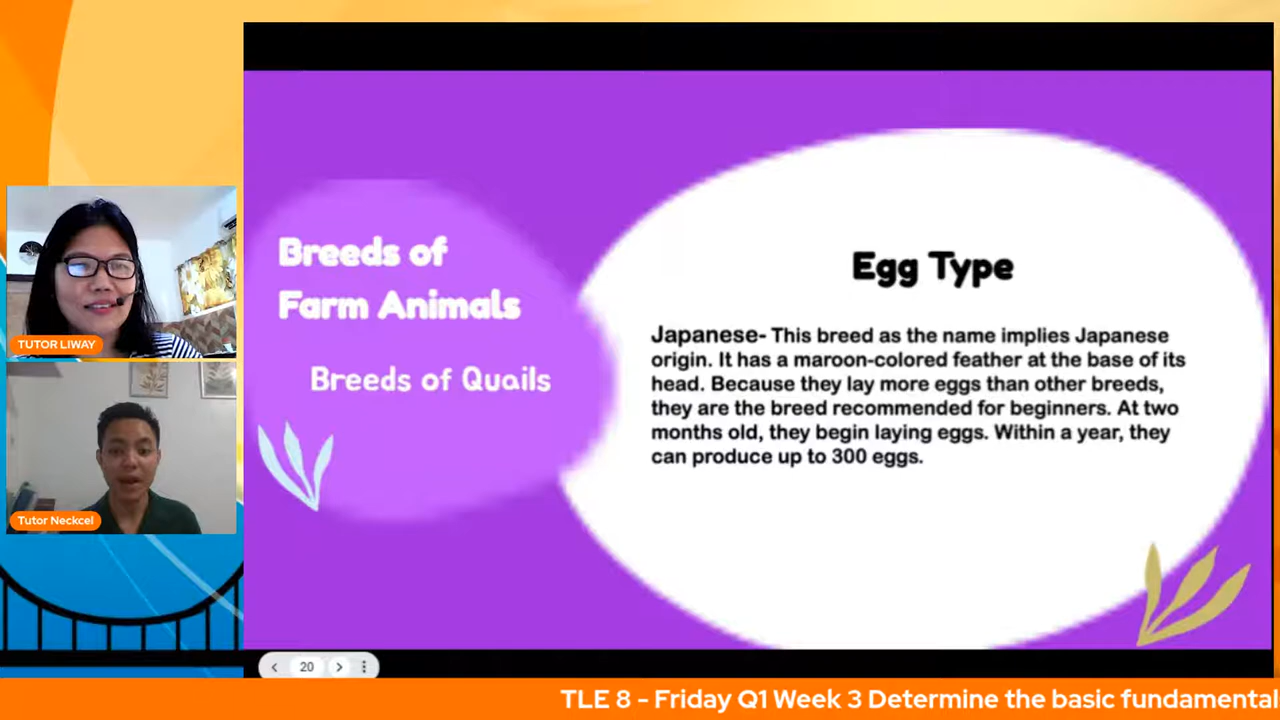 TUTOR LIWAY
Tutor Neckcel
Breeds of
Farm Animals
Breeds of Quails
Egg Type
Japanese- This breed as the name implies Japanese
origin. It has a maroon-colored feather at the base of its
head. Because they lay more eggs than other breeds,
they are the breed recommended for beginners. At two
months old, they begin laying eggs. Within a year, they
can produce up to 300 eggs.
20
TLE 8 - Friday Q1 Week 3 Determine the basic fundamental